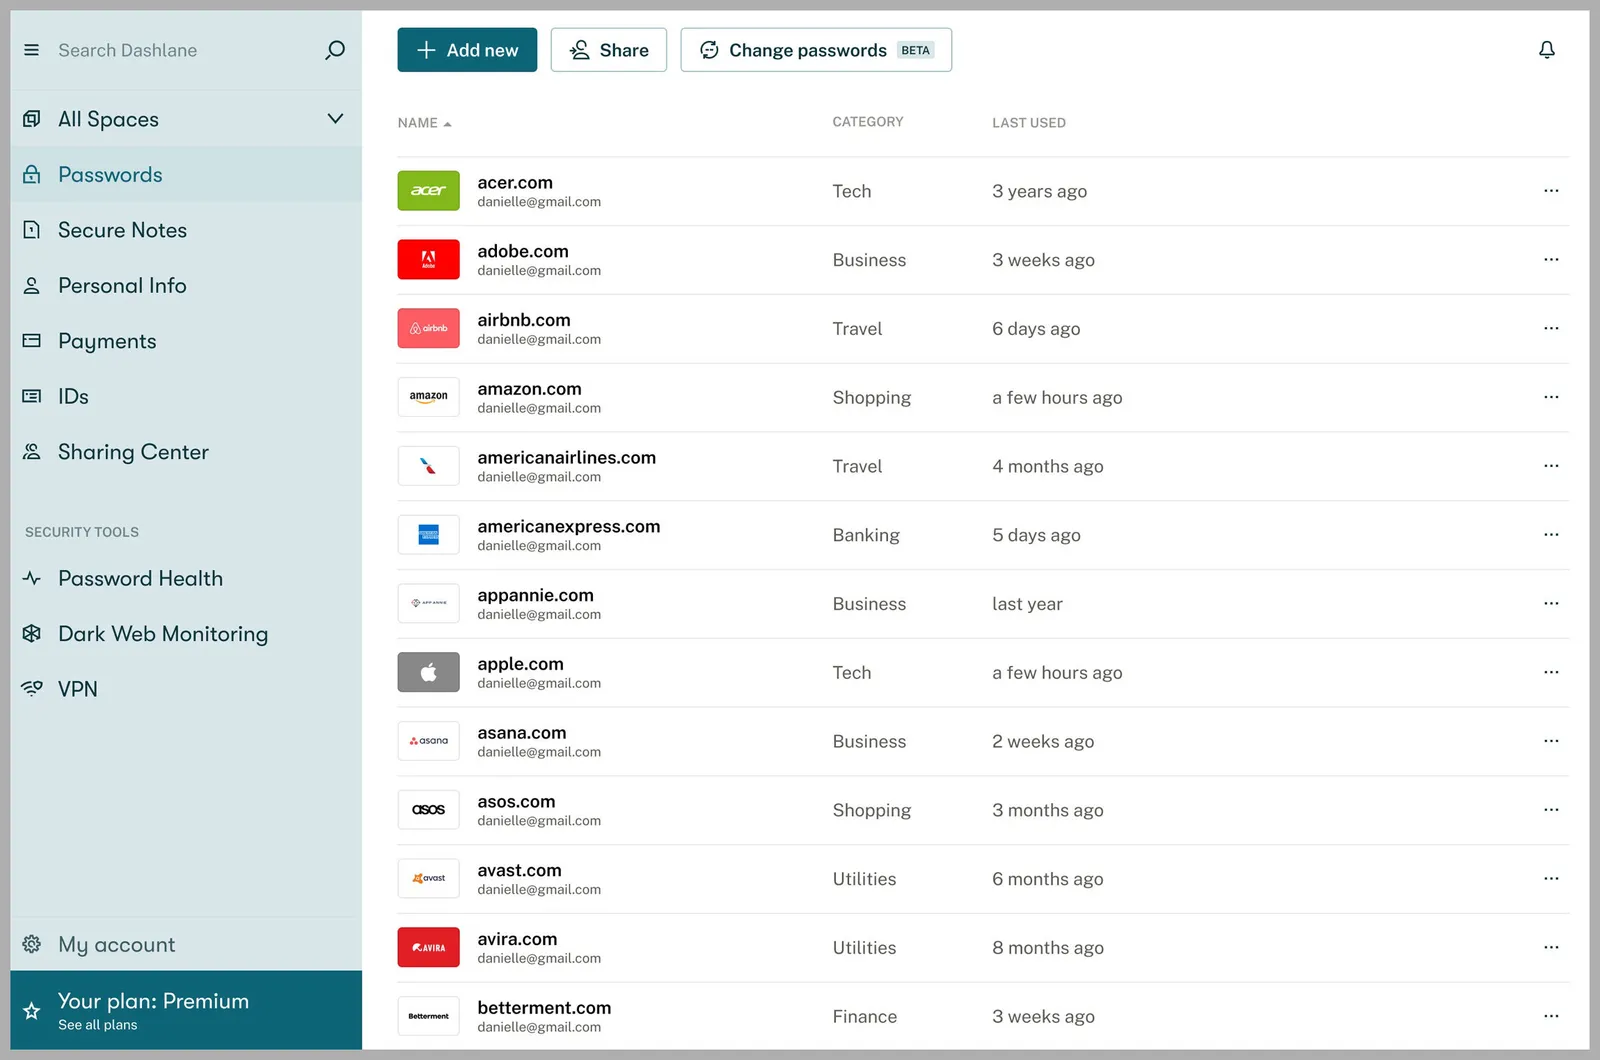 Search Dashlane
All Spaces
Passwords
Secure Notes
Personal Info
Payments
IDs
Sharing Center
SECURITY TOOLS
Password Health
Dark Web Monitoring
VPN
My account
Your plan: Premium
See all plans
Add new
Share
Change passwords BETA
NAME CATEGORY LAST USED
acer acer.com Tech 3 years ago
danielle@gmail.com
Adobe adobe.com Business 3 weeks ago
danielle@gmail.com
airbnb airbnb.com Travel 6 days ago
danielle@gmail.com
amazon amazon.com Shopping a few hours ago
danielle@gmail.com
americanairlines.com Travel 4 months ago
danielle@gmail.com
americanexpress.com Banking 5 days ago
danielle@gmail.com
APP ANNIE appannie.com Business last year
danielle@gmail.com
apple.com Tech a few hours ago
danielle@gmail.com
asana asana.com Business 2 weeks ago
danielle@gmail.com
asos asos.com Shopping 3 months ago
danielle@gmail.com
avast avast.com Utilities 6 months ago
danielle@gmail.com
AVIRA avira.com Utilities 8 months ago
danielle@gmail.com
Betterment betterment.com Finance 3 weeks ago
danielle@gmail.com